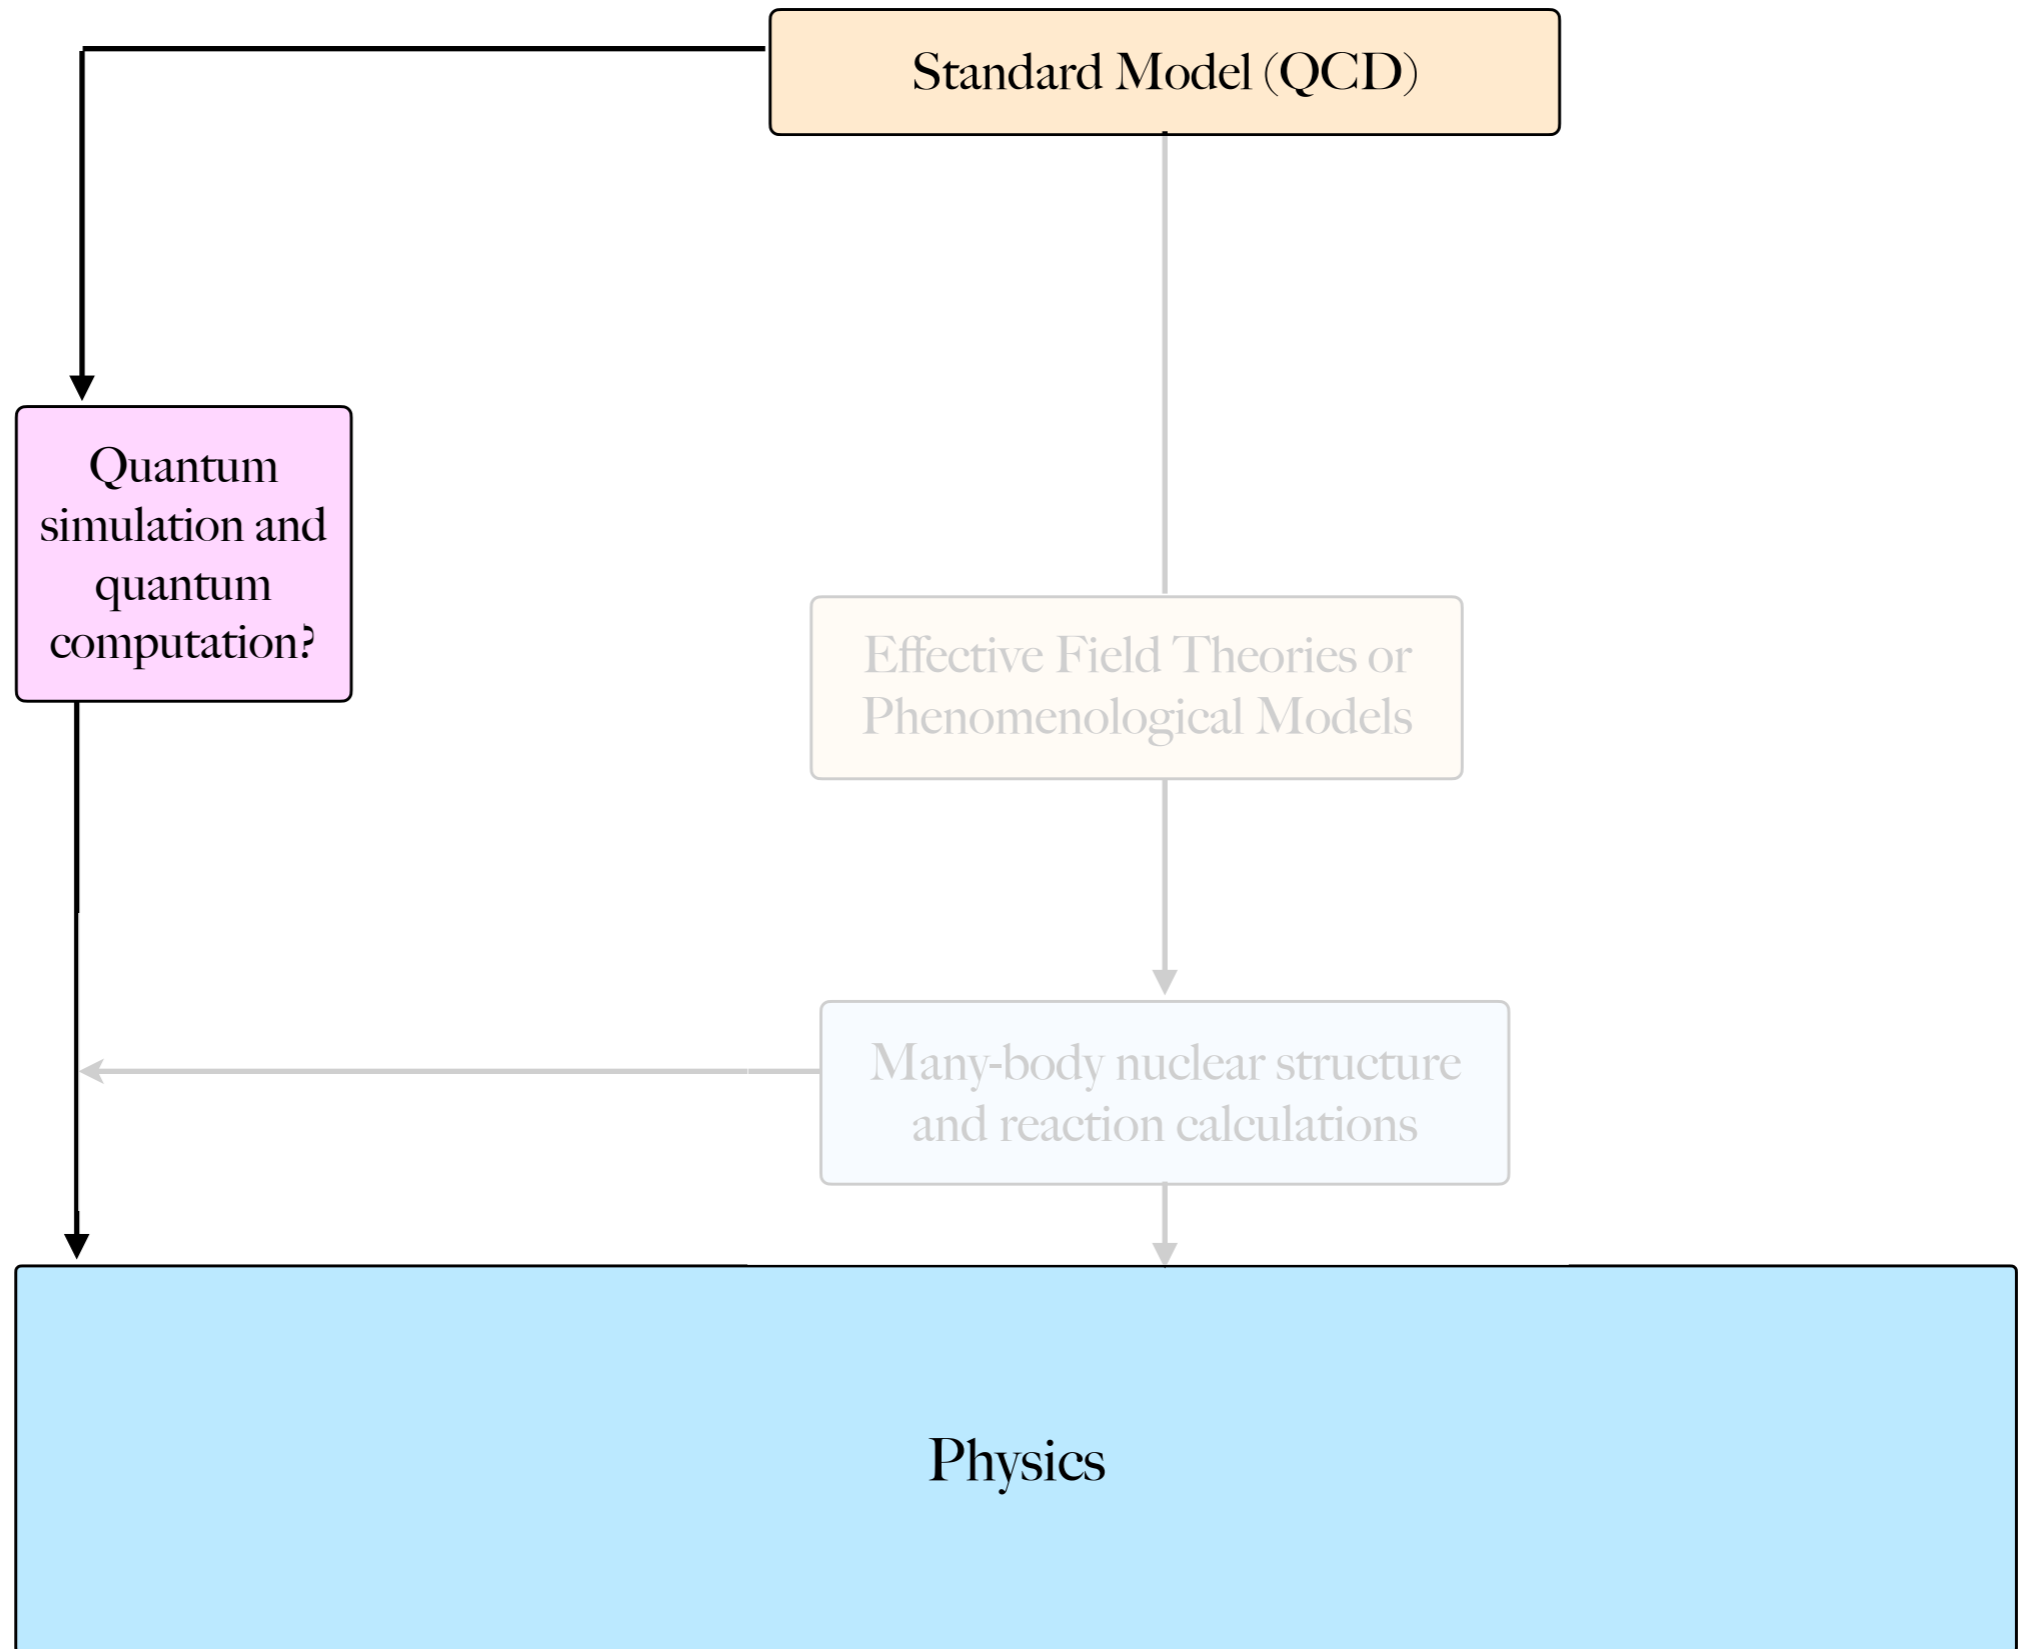 Standard Model (QCD)
Quantum
simulation and
quantum
computation?
Effective Field Theories or
Phenomenological Models
Many-body nuclear structure
and reaction calculations
Physics